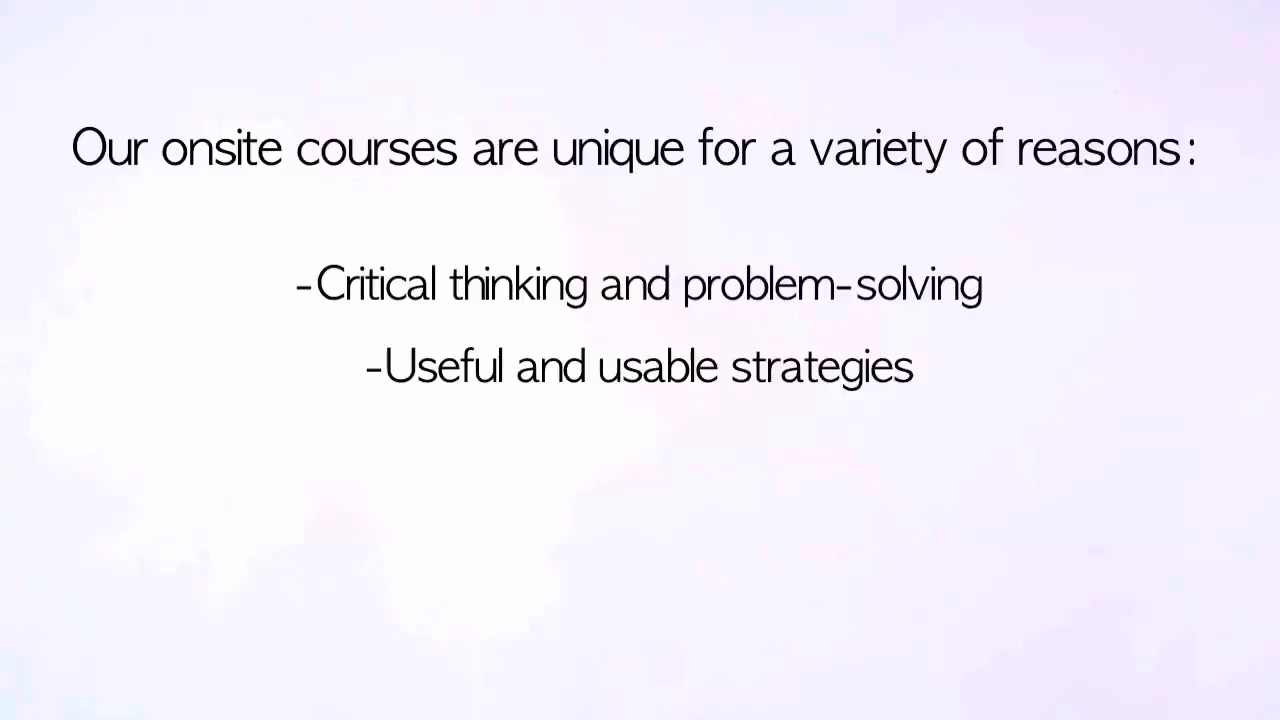 Our onsite courses are unique for a variety of reasons:
-Critical thinking and problem-solving
-Useful and usable strategies